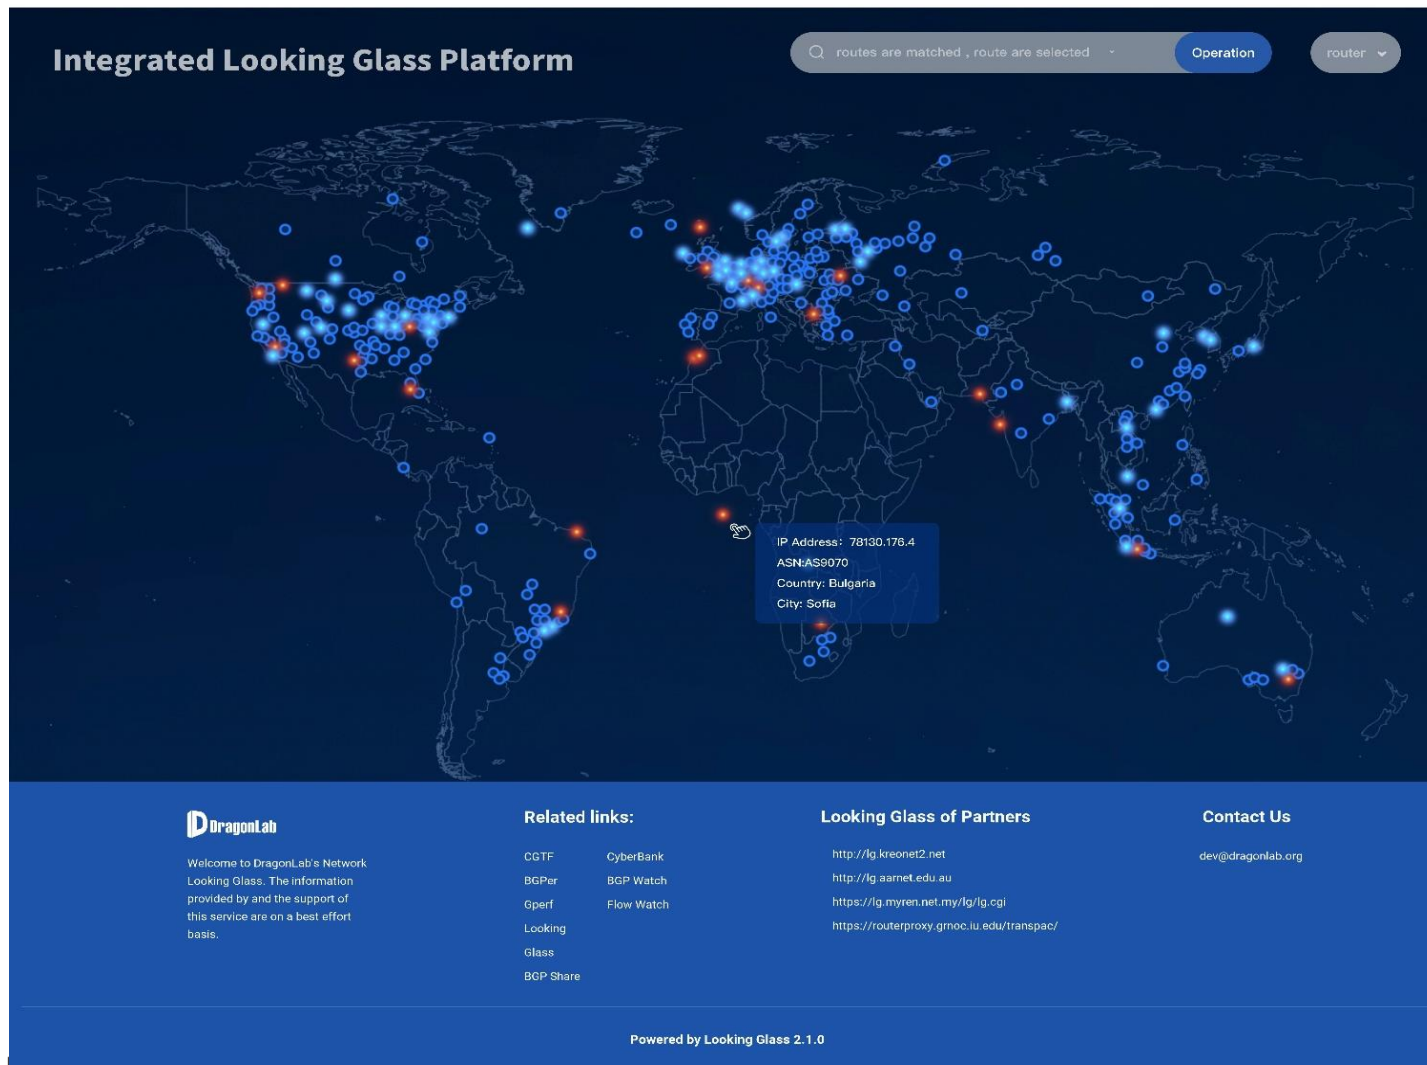 Integrated Looking Glass Platform
routes are matched , route are selected
Operation
router
IP Address: 78130.176.4
ASN:AS9070
Country: Bulgaria
City: Sofia
DragonLab
Welcome to DragonLab's Network
Looking Glass. The information
provided by and the support of
this service are on a best effort
basis.
Related links:
CGTF
BGPer
Gperf
Looking
Glass
BGP Share
CyberBank
BGP Watch
Flow Watch
Looking Glass of Partners
http://lg.kreonet2.net
http://lg.aarnet.edu.au
https://lg.myren.net.my/lg/lg.cgi
https://routerproxy.grnoc.iu.edu/transpac/
Contact Us
dev@dragonlab.org
Powered by Looking Glass 2.1.0